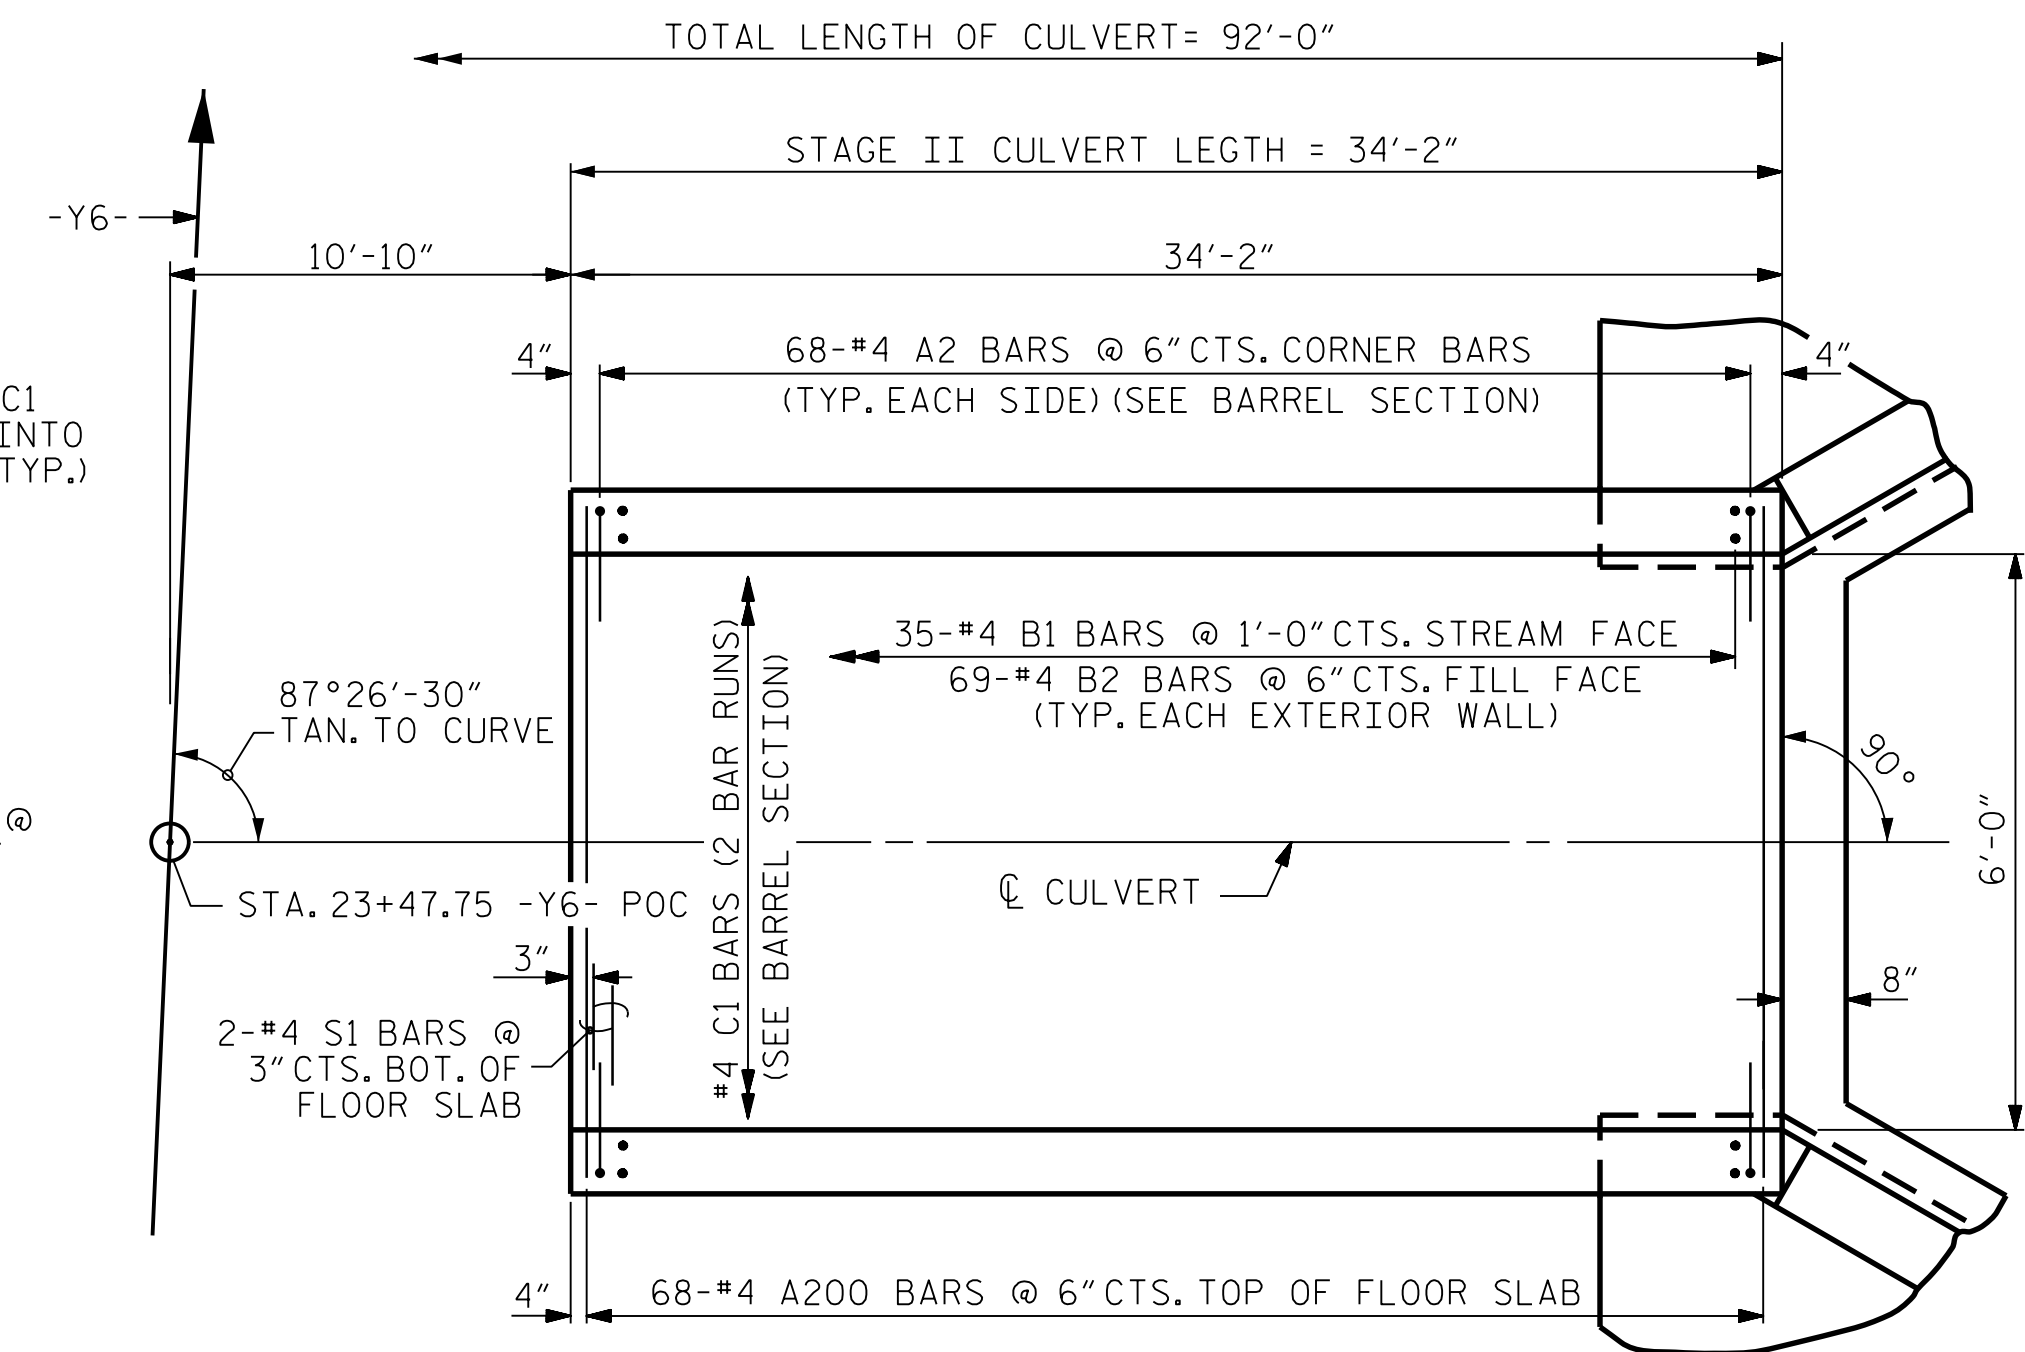 TOTAL LENGTH OF CULVERT= 92'-0"
STAGE II CULVERT LEGTH = 34'-2"
-Y6-
10'-10"
34'-2"
4"
68-#4 A2 BARS @ 6"CTS. CORNER BARS
(TYP. EACH SIDE)(SEE BARREL SECTION)
4"
C1
INTO
TYP.)
35-#4 B1 BARS @ 1'-0"CTS. STREAM FACE
69-#4 B2 BARS @ 6"CTS. FILL FACE
(TYP. EACH EXTERIOR WALL)
#4 C1 BARS (2 BAR RUNS)
(SEE BARREL SECTION)
87°26'-30"
TAN. TO CURVE
90°
@
6'-0"
℄ CULVERT
STA. 23+47.75 -Y6- POC
3"
8"
2-#4 S1 BARS @
3"CTS. BOT. OF
FLOOR SLAB
4"
68-#4 A200 BARS @ 6"CTS. TOP OF FLOOR SLAB